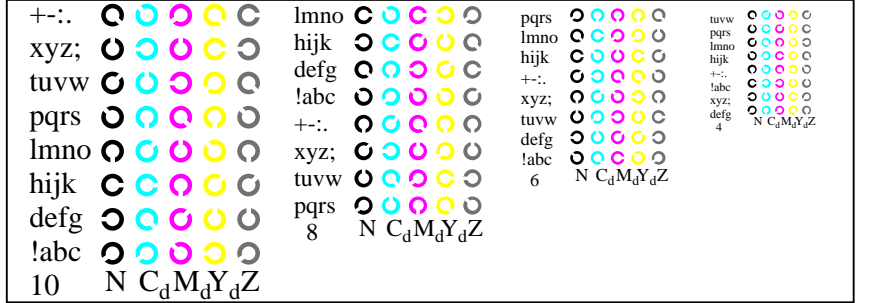 +-:.
xyz;
tuvw
pqrs
lmno
hijk
defg
!abc
10 N CdMdYdZ
lmno
hijk
defg
!abc
+-:.
xyz;
tuvw
pqrs
8 N CdMdYdZ
pqrs
lmno
hijk
+-:.
xyz;
tuvw
defg
!abc
6 N CdMdYdZ
tuvw
pqrs
lmno
hijk
+-:.
!abc
xyz;
defg
N CdMdYdZ
4